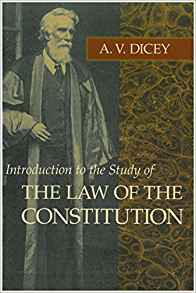 A. V. DICEY
Introduction to the Study of
THE LAW OF THE
CONSTITUTION